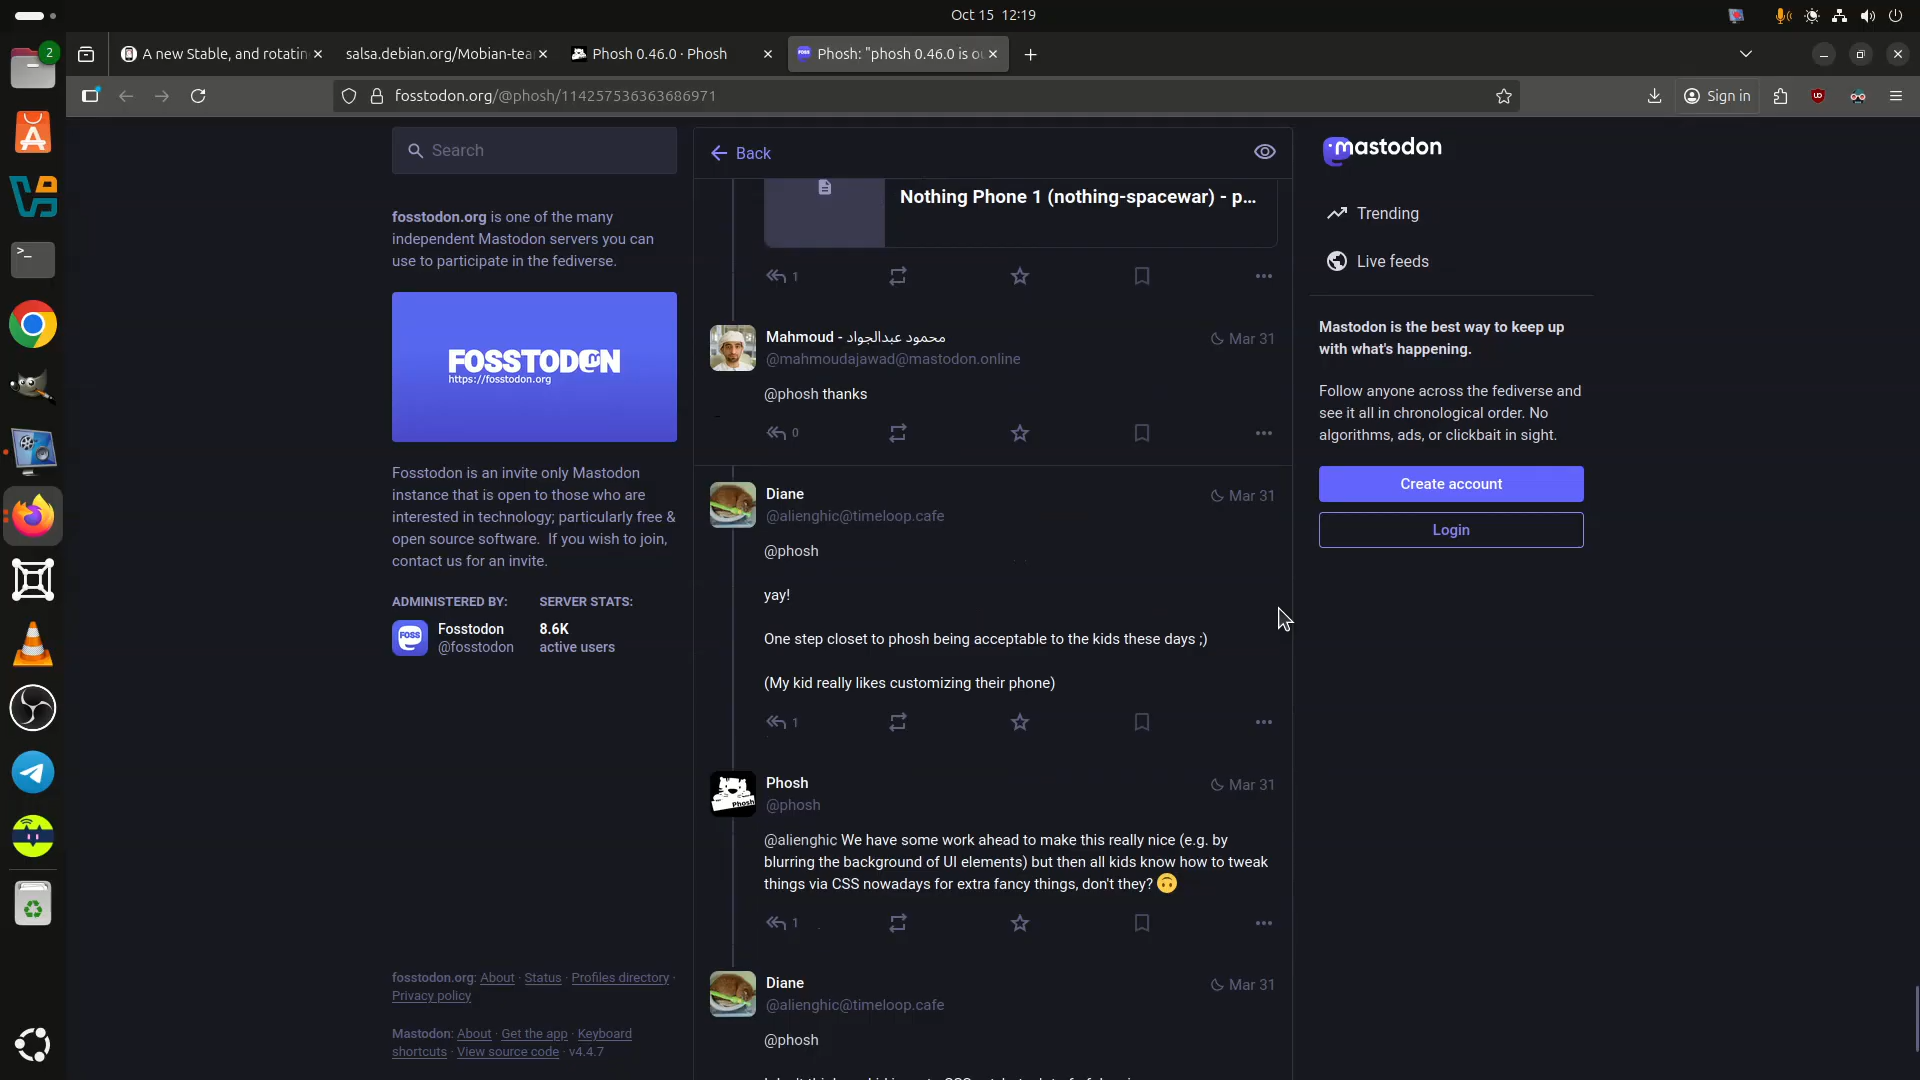 Oct 15 12:19
2
A new Stable, and rotatin
salsa.debian.org/Mobian-tea
Phosh 0.46.0 · Phosh
Phosh: "phosh 0.46.0 is o
fosstodon.org/@phosh/114257536363686971
Sign in
Search
fosstodon.org is one of the many
independent Mastodon servers you can
use to participate in the fediverse.
FOSSTODON
https://fosstodon.org
Fosstodon is an invite only Mastodon
instance that is open to those who are
interested in technology; particularly free &
open source software. If you wish to join,
contact us for an invite.
ADMINISTERED BY:
Fosstodon
@fosstodon
SERVER STATS:
8.6K
active users
fosstodon.org: About · Status · Profiles directory ·
Privacy policy
Mastodon: About · Get the app · Keyboard
shortcuts · View source code · v4.4.7
Back
Nothing Phone 1 (nothing-spacewar) - p...
1
Mahmoud - محمود عبدالجواد
Mar 31
@mahmoudajawad@mastodon.online
@phosh thanks
0
Diane
Mar 31
@alienghic@timeloop.cafe
@phosh
yay!
One step closet to phosh being acceptable to the kids these days ;)
(My kid really likes customizing their phone)
1
Phosh
Mar 31
@phosh
@alienghic We have some work ahead to make this really nice (e.g. by
blurring the background of UI elements) but then all kids know how to tweak
things via CSS nowadays for extra fancy things, don't they? 🙃
1
Diane
Mar 31
@alienghic@timeloop.cafe
@phosh
mastodon
Trending
Live feeds
Mastodon is the best way to keep up
with what's happening.
Follow anyone across the fediverse and
see it all in chronological order. No
algorithms, ads, or clickbait in sight.
Create account
Login